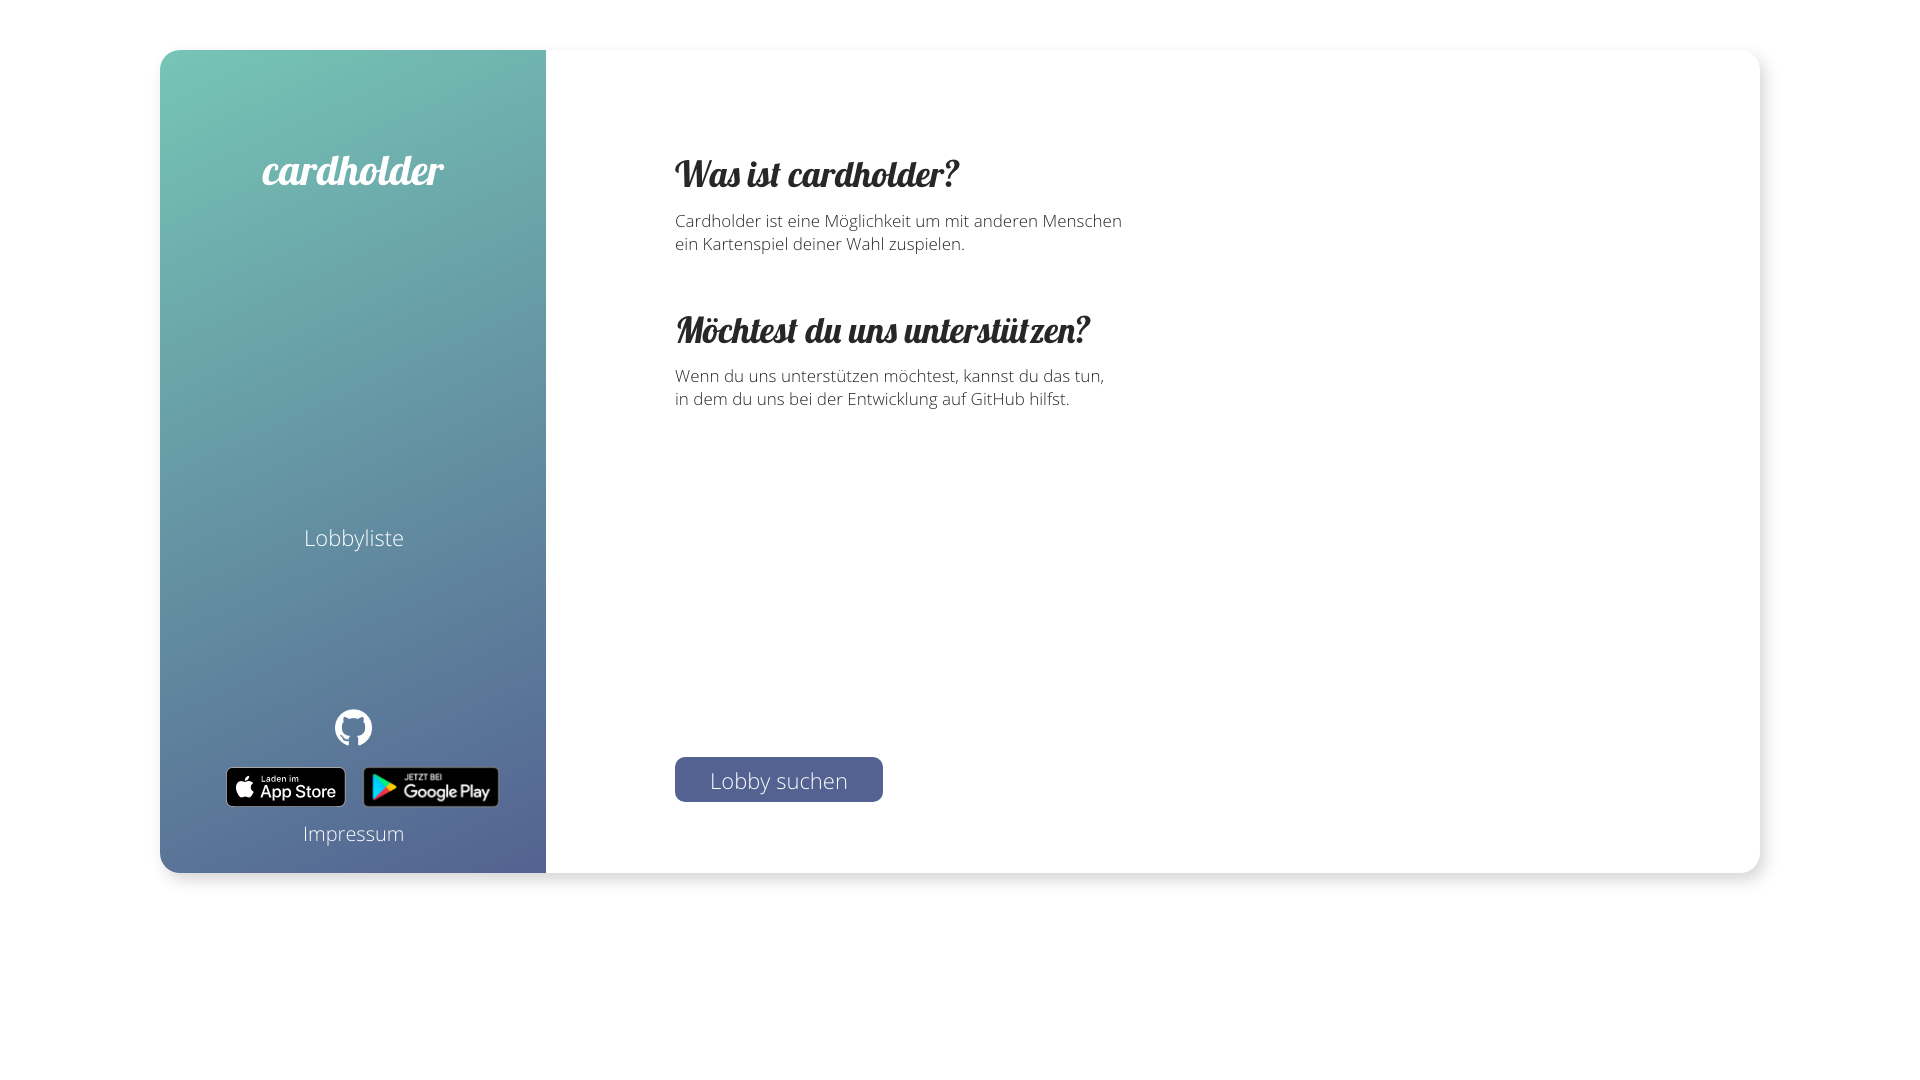 cardholder
Lobbyliste
Laden im
App Store
JETZT BEI
Google Play
Impressum
Was ist cardholder?
Cardholder ist eine Möglichkeit um mit anderen Menschen
ein Kartenspiel deiner Wahl zuspielen.
Möchtest du uns unterstützen?
Wenn du uns unterstützen möchtest, kannst du das tun,
in dem du uns bei der Entwicklung auf GitHub hilfst.
Lobby suchen